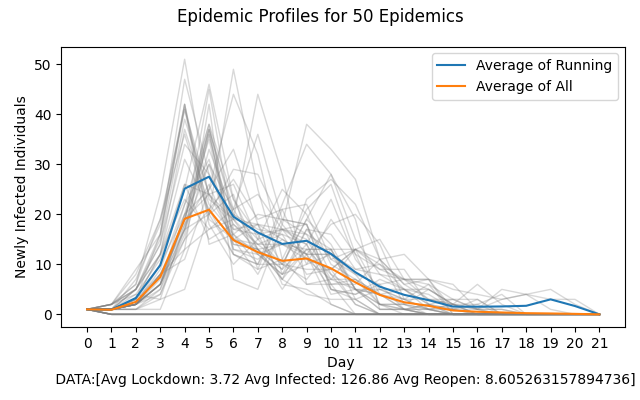 Epidemic Profiles for 50 Epidemics
Newly Infected Individuals
50
40
30
20
10
0
Average of Running
Average of All
0 1 2 3 4 5 6 7 8 9 10 11 12 13 14 15 16 17 18 19 20 21
Day
DATA:[Avg Lockdown: 3.72 Avg Infected: 126.86 Avg Reopen: 8.605263157894736]